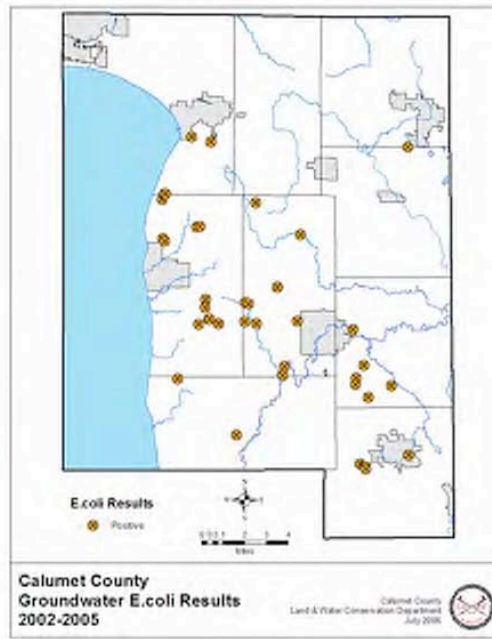 E.coli Results
Positive
Miles
Calumet County
Groundwater E.coli Results
2002-2005
Calumet County
Land & Water Conservation Department
July 2006